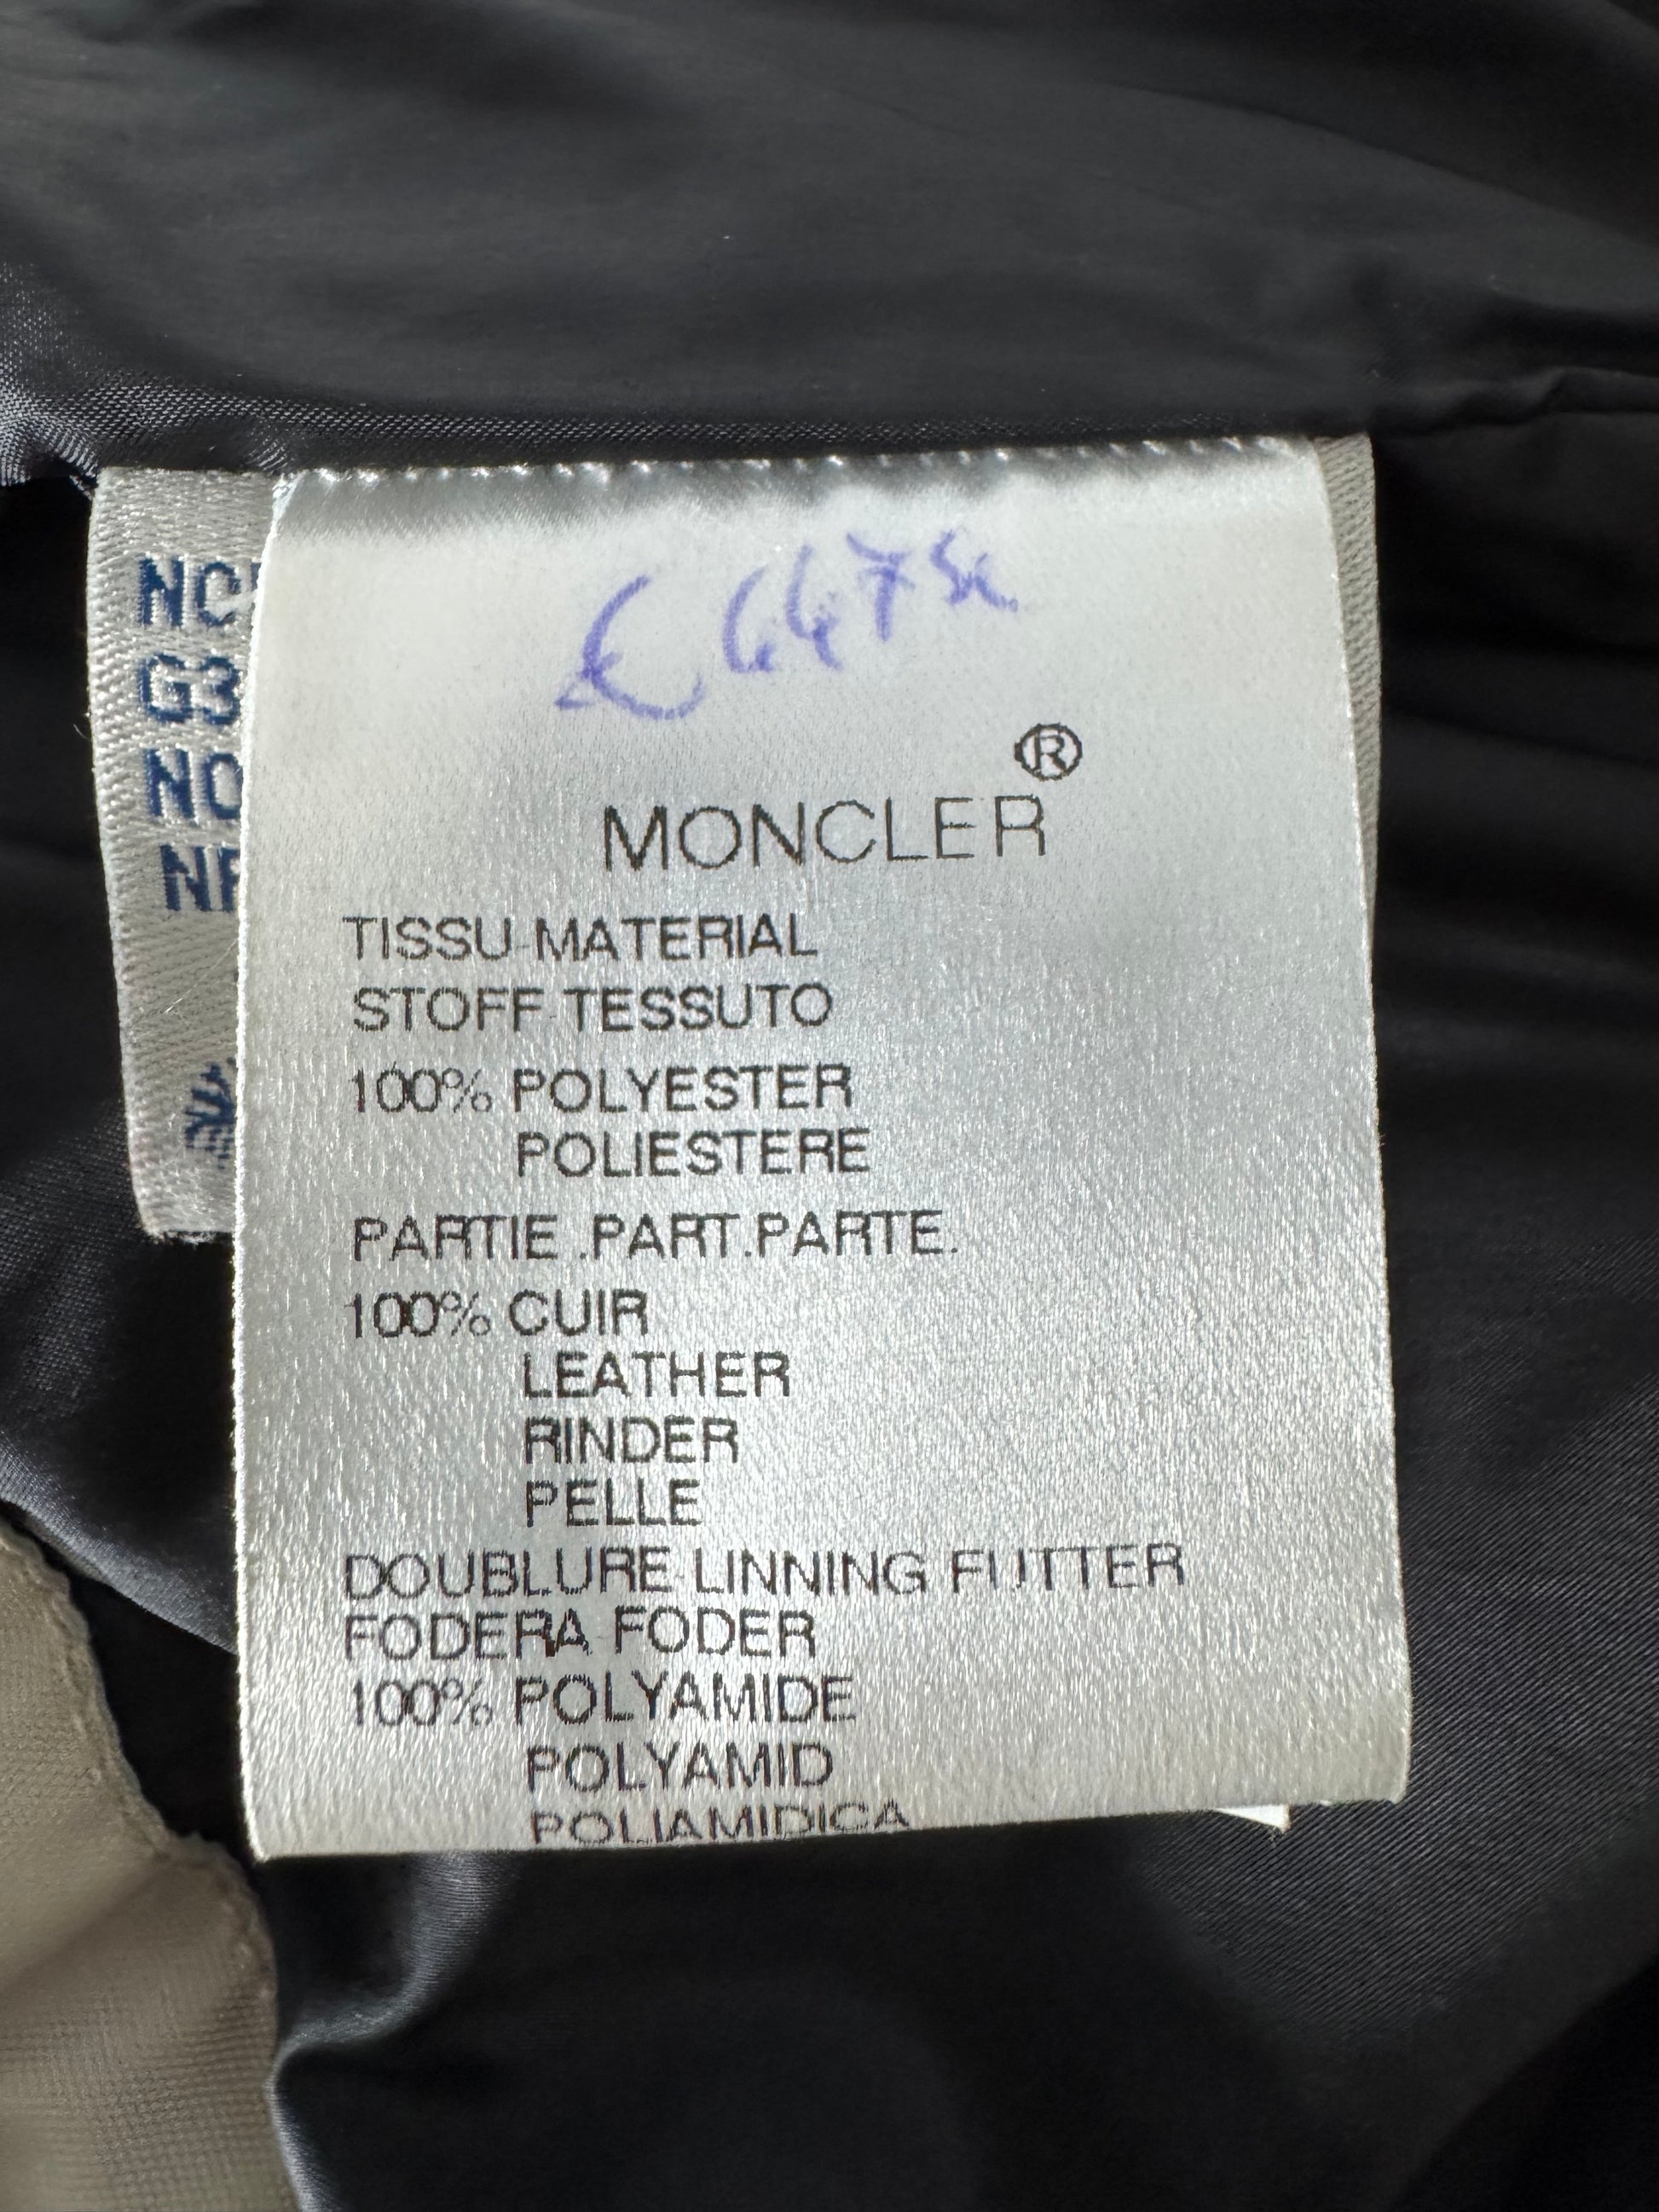 ®
MONCLER
TISSU-MATERIAL
STOFF-TESSUTO
100% POLYESTER
POLIESTERE
PARTIE .PART.PARTE.
100% CUIR
LEATHER
RINDER
PELLE
DOUBLURE-LINNING FUTTER
FODERA FODER
100% POLYAMIDE
POLYAMID
POLIAMIDICA
G3